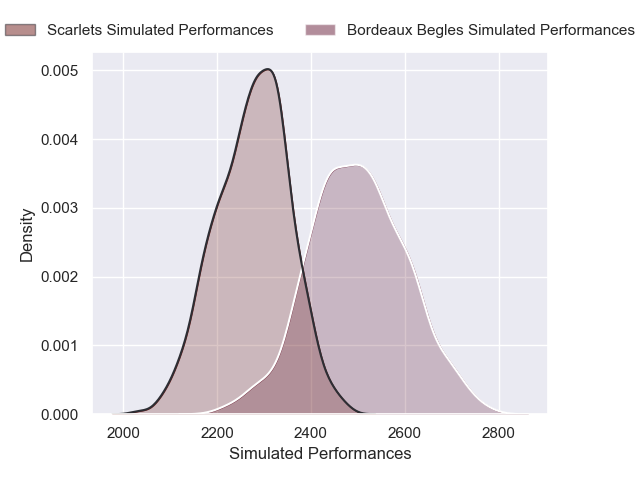 Scarlets Simulated Performances
Bordeaux Begles Simulated Performances
0.005
0.004
0.003
0.002
0.001
0.000
Density
2000
2200
2400
2600
2800
Simulated Performances